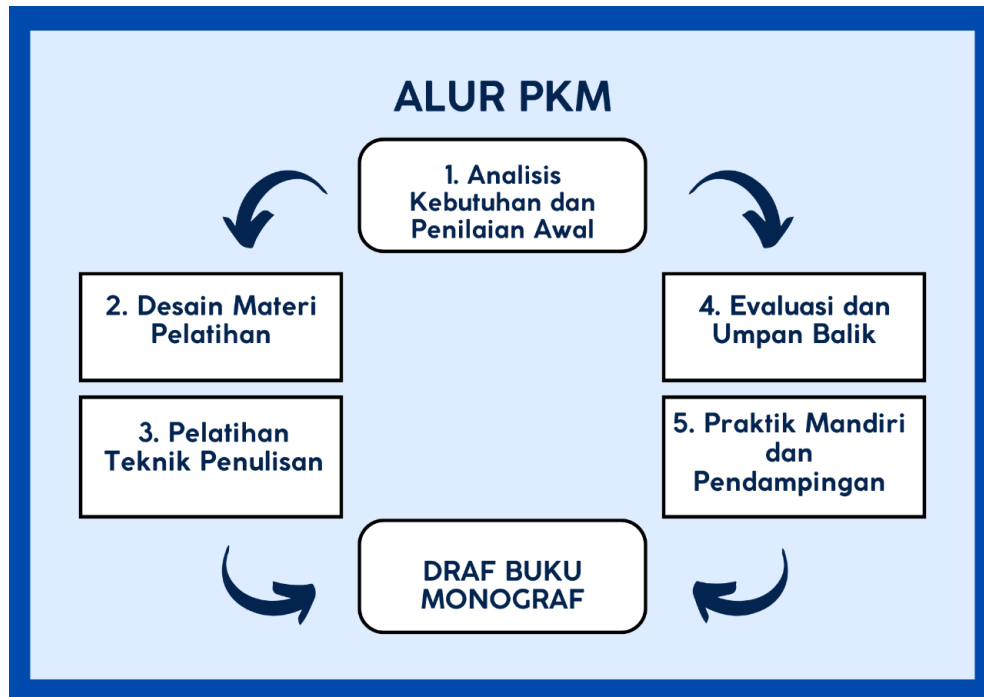 ALUR PKM
1. Analisis
Kebutuhan dan
Penilaian Awal
2. Desain Materi
Pelatihan
3. Pelatihan
Teknik Penulisan
4. Evaluasi dan
Umpan Balik
5. Praktik Mandiri
dan
Pendampingan
DRAF BUKU
MONOGRAF